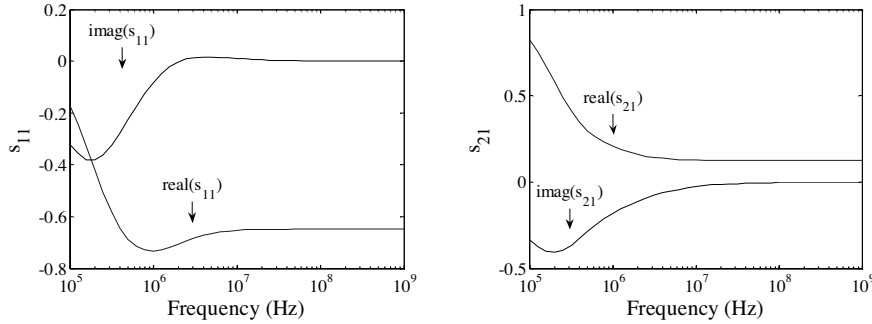 0.2
0
-0.2
-0.4
-0.6
-0.8
s11
imag(s11)
real(s11)
10^5
10^6
10^7
10^8
10^9
Frequency (Hz)
1
0.5
0
-0.5
s21
real(s21)
imag(s21)
10^5
10^6
10^7
10^8
10^9
Frequency (Hz)